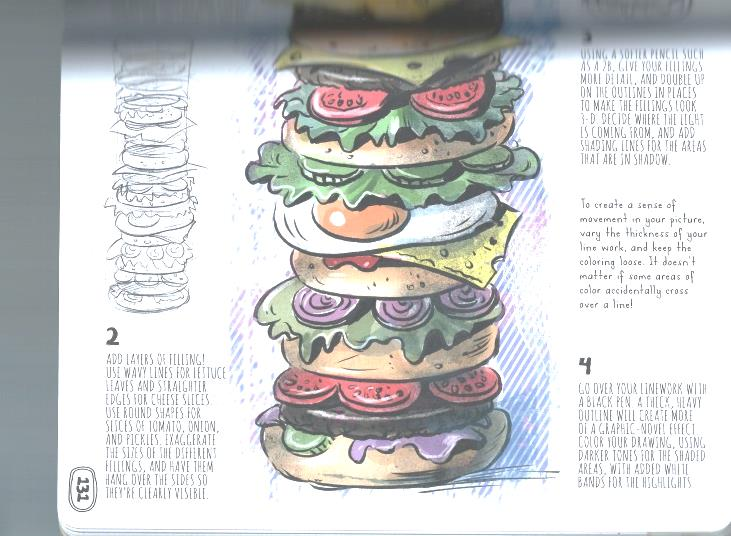 2
ADD LAYERS OF FILLING!
USE WAVY LINES FOR LETTUCE
LEAVES AND STRAIGHTER
EDGES FOR CHEESE SLICES.
USE ROUND SHAPES FOR
SLICES OF TOMATO, ONION,
AND PICKLES. EXAGGERATE
THE SIZES OF THE DIFFERENT
FILLINGS, AND HAVE THEM
HANG OVER THE SIDES SO
THEY'RE CLEARLY VISIBLE.
131
3
USING A SOFTER PENCIL SUCH
AS A 2B, GIVE YOUR FILLINGS
MORE DETAIL, AND DOUBLE UP
ON THE OUTLINES IN PLACES
TO MAKE THE FILLINGS LOOK
3-D. DECIDE WHERE THE LIGHT
IS COMING FROM, AND ADD
SHADING LINES FOR THE AREAS
THAT ARE IN SHADOW.
To create a sense of
movement in your picture,
vary the thickness of your
line work, and keep the
coloring loose. It doesn't
matter if some areas of
color accidentally cross
over a line!
4
GO OVER YOUR LINEWORK WITH
A BLACK PEN. A THICK, HEAVY
OUTLINE WILL CREATE MORE
OF A GRAPHIC-NOVEL EFFECT.
COLOR YOUR DRAWING, USING
DARKER TONES FOR THE SHADED
AREAS, WITH ADDED WHITE
BANDS FOR THE HIGHLIGHTS.